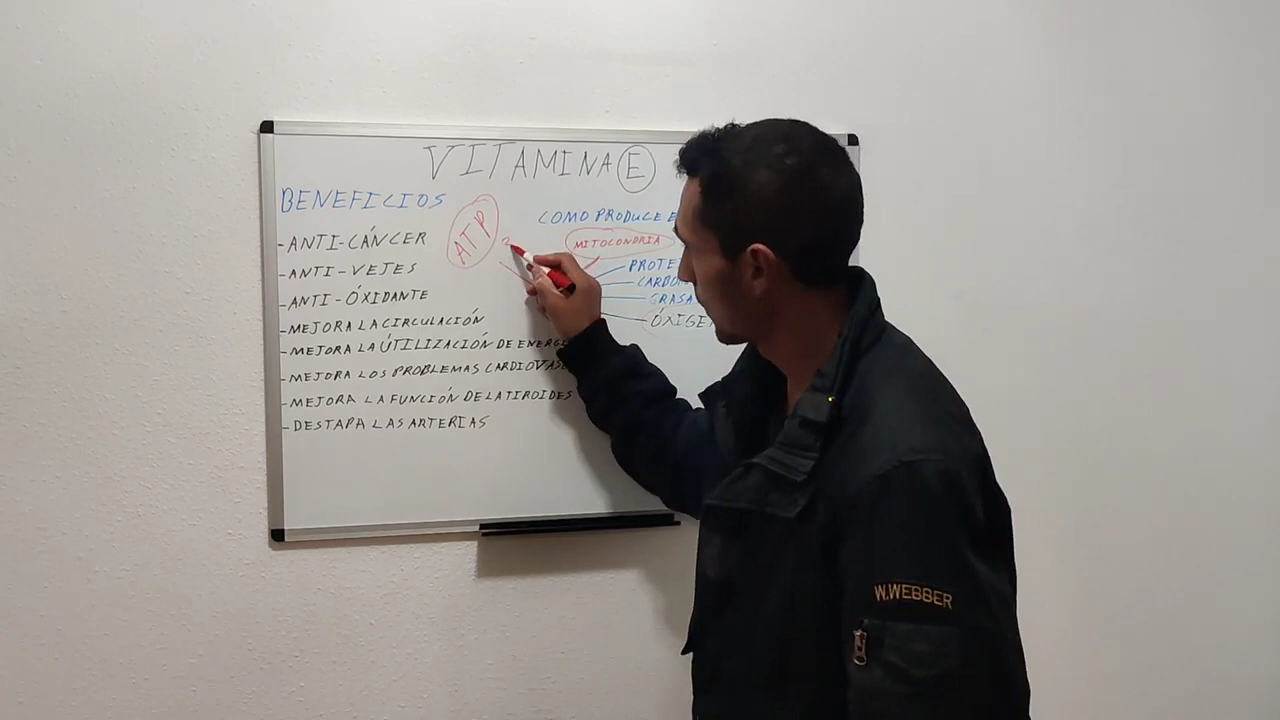 VITAMINA E
BENEFICIOS
-ANTI-CÁNCER
-ANTI-VEJES
-ANTI-ÓXIDANTE
-MEJORA LA CIRCULACIÓN
-MEJORA LA ÚTILIZACIÓN DE ENERGI
-MEJORA LOS PROBLEMAS CARDIOVAS
-MEJORA LA FUNCIÓN DE LA TIROIDES
-DESTAPA LAS ARTERIAS
ATP
COMO PRODUCE E
MITOCONDRIA
PROTE
CARBO
GRASA
ÓXIGE
W.WEBBER